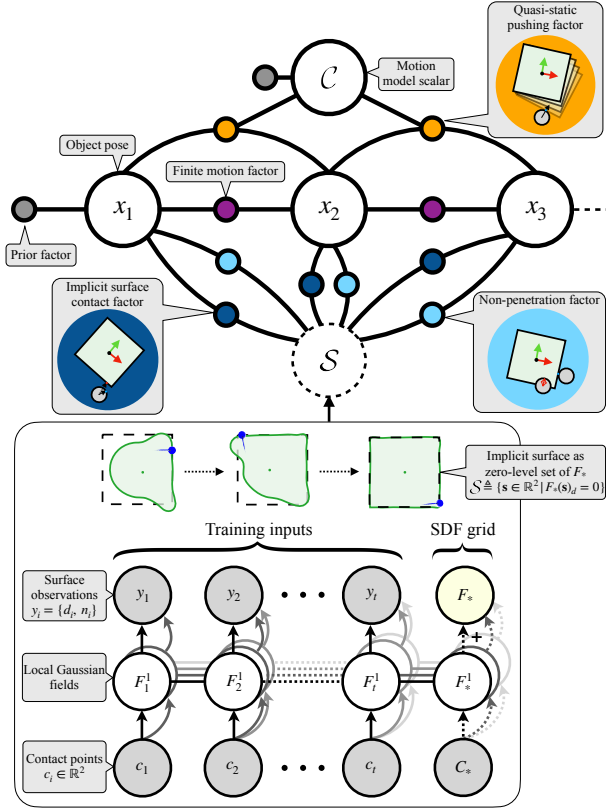 Quasi-static
pushing factor
C
Motion
model scalar
Object pose
Finite motion factor
x₁
x₂
x₃
Prior factor
Implicit surface
contact factor
Non-penetration factor
S
Implicit surface as
zero-level set of F*
S ≜ {s ∈ ℝ² | F*(s)_d = 0}
Training inputs
SDF grid
Surface
observations
yᵢ = {dᵢ, nᵢ}
y₁
y₂
• • •
yₜ
F*
+
Local Gaussian
fields
F₁¹
F₂¹
Fₜ¹
F*¹
Contact points
cᵢ ∈ ℝ²
c₁
c₂
• • •
cₜ
C*